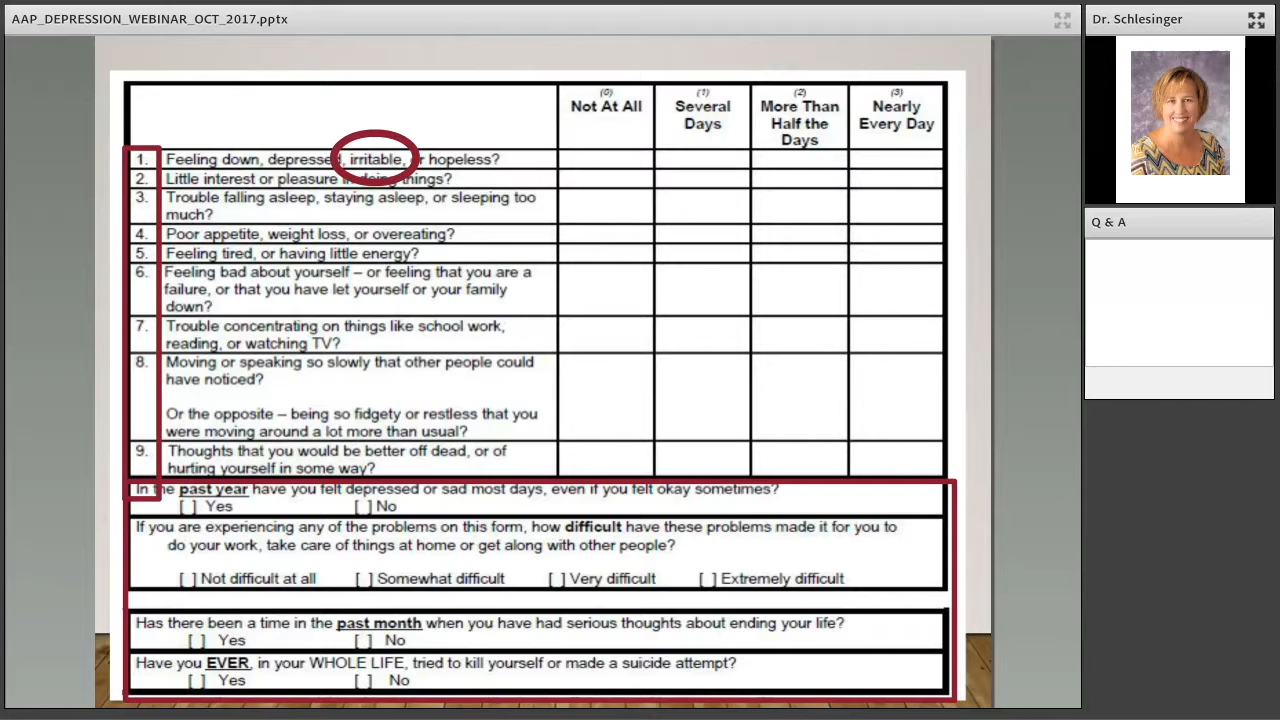 AAP_DEPRESSION_WEBINAR_OCT_2017.pptx
Dr. Schlesinger
Q & A
(0)
Not At All
(1)
Several
Days
(2)
More Than
Half the
Days
(3)
Nearly
Every Day
1. Feeling down, depressed, irritable, or hopeless?
2. Little interest or pleasure in doing things?
3. Trouble falling asleep, staying asleep, or sleeping too
much?
4. Poor appetite, weight loss, or overeating?
5. Feeling tired, or having little energy?
6. Feeling bad about yourself – or feeling that you are a
failure, or that you have let yourself or your family
down?
7. Trouble concentrating on things like school work,
reading, or watching TV?
8. Moving or speaking so slowly that other people could
have noticed?
Or the opposite – being so fidgety or restless that you
were moving around a lot more than usual?
9. Thoughts that you would be better off dead, or of
hurting yourself in some way?
In the past year have you felt depressed or sad most days, even if you felt okay sometimes?
[ ] Yes [ ] No
If you are experiencing any of the problems on this form, how difficult have these problems made it for you to
do your work, take care of things at home or get along with other people?
[ ] Not difficult at all [ ] Somewhat difficult [ ] Very difficult [ ] Extremely difficult
Has there been a time in the past month when you have had serious thoughts about ending your life?
[ ] Yes [ ] No
Have you EVER, in your WHOLE LIFE, tried to kill yourself or made a suicide attempt?
[ ] Yes [ ] No